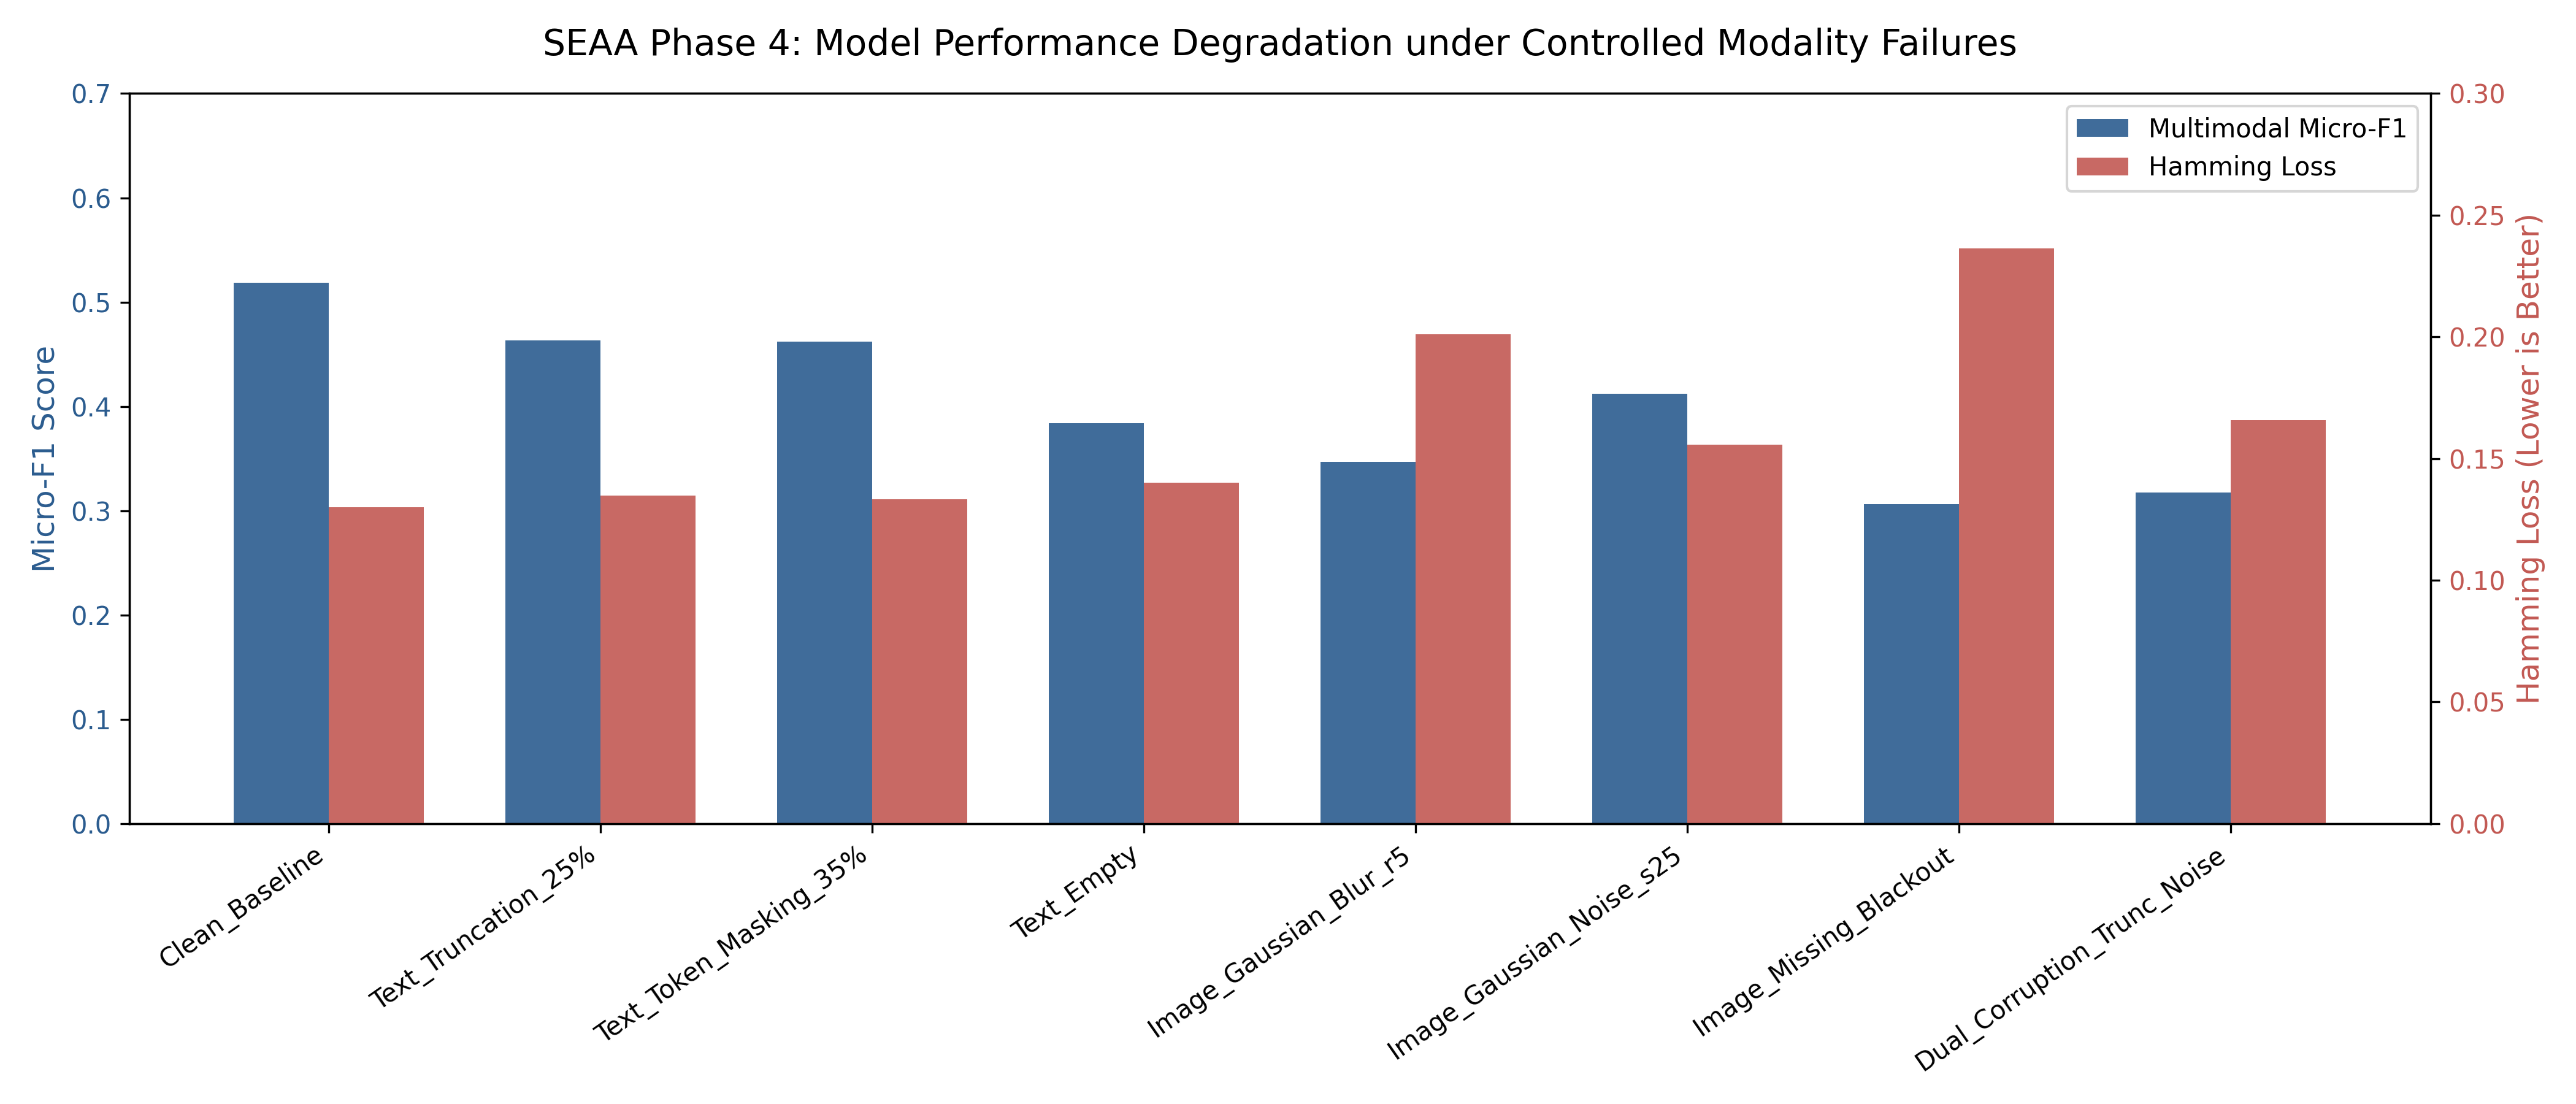 SEAA Phase 4: Model Performance Degradation under Controlled Modality Failures
Multimodal Micro-F1
Hamming Loss
Micro-F1 Score
0.7
0.6
0.5
0.4
0.3
0.2
0.1
0.0
Hamming Loss (Lower is Better)
0.30
0.25
0.20
0.15
0.10
0.05
0.00
Clean_Baseline
Text_Truncation_25%
Text_Token_Masking_35%
Text_Empty
Image_Gaussian_Blur_r5
Image_Gaussian_Noise_s25
Image_Missing_Blackout
Dual_Corruption_Trunc_Noise